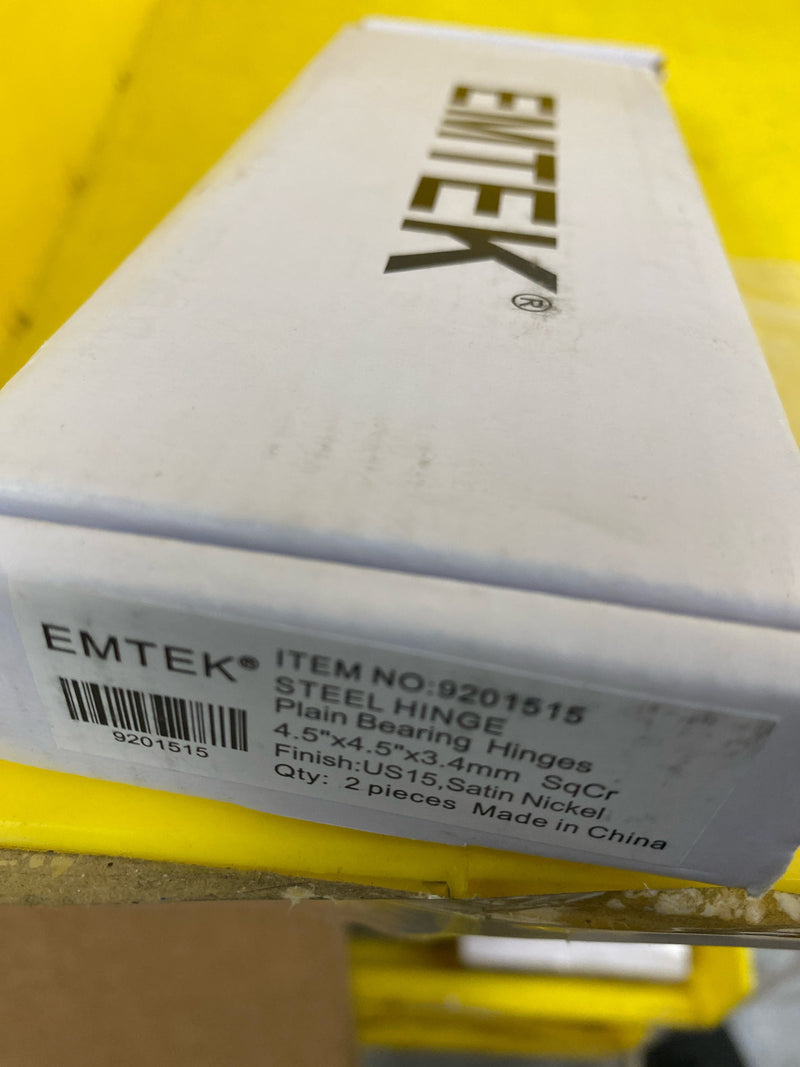 EMTEK®
EMTEK®
9201515
ITEM NO:9201515
STEEL HINGE
Plain Bearing Hinges
4.5"x4.5"x3.4mm SqCr
Finish:US15,Satin Nickel
Qty: 2 pieces Made in China